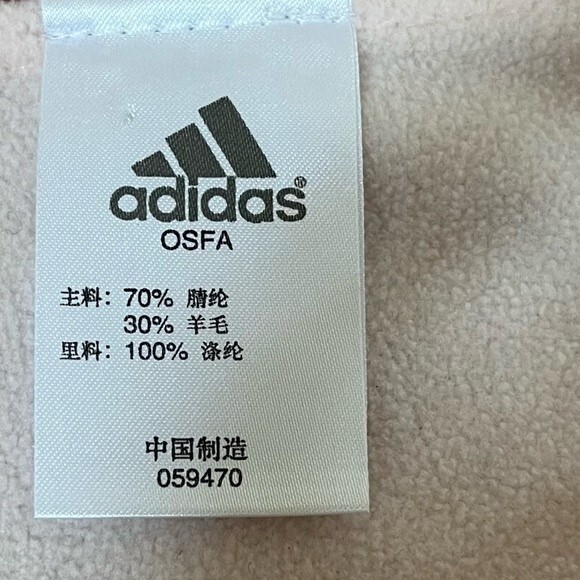 adidas®
OSFA
主料: 70% 腈纶
30% 羊毛
里料: 100% 涤纶
中国制造
059470